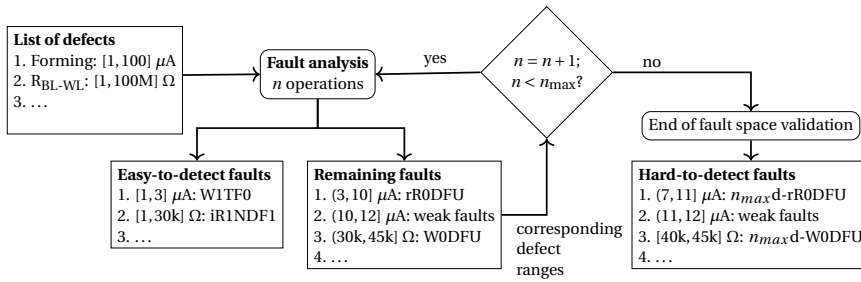 List of defects
1. Forming: [1,100] μA
2. R_BL-WL: [1,100M] Ω
3. …
Fault analysis
n operations
yes
n = n + 1;
n < n_max?
no
End of fault space validation
Easy-to-detect faults
1. [1,3] μA: W1TF0
2. [1,30k] Ω: iR1NDF1
3. …
Remaining faults
1. (3,10] μA: rR0DFU
2. (10,12] μA: weak faults
3. (30k,45k] Ω: W0DFU
4. …
corresponding
defect
ranges
Hard-to-detect faults
1. (7,11] μA: n_max d-rR0DFU
2. (11,12] μA: weak faults
3. [40k,45k] Ω: n_max d-W0DFU
4. …